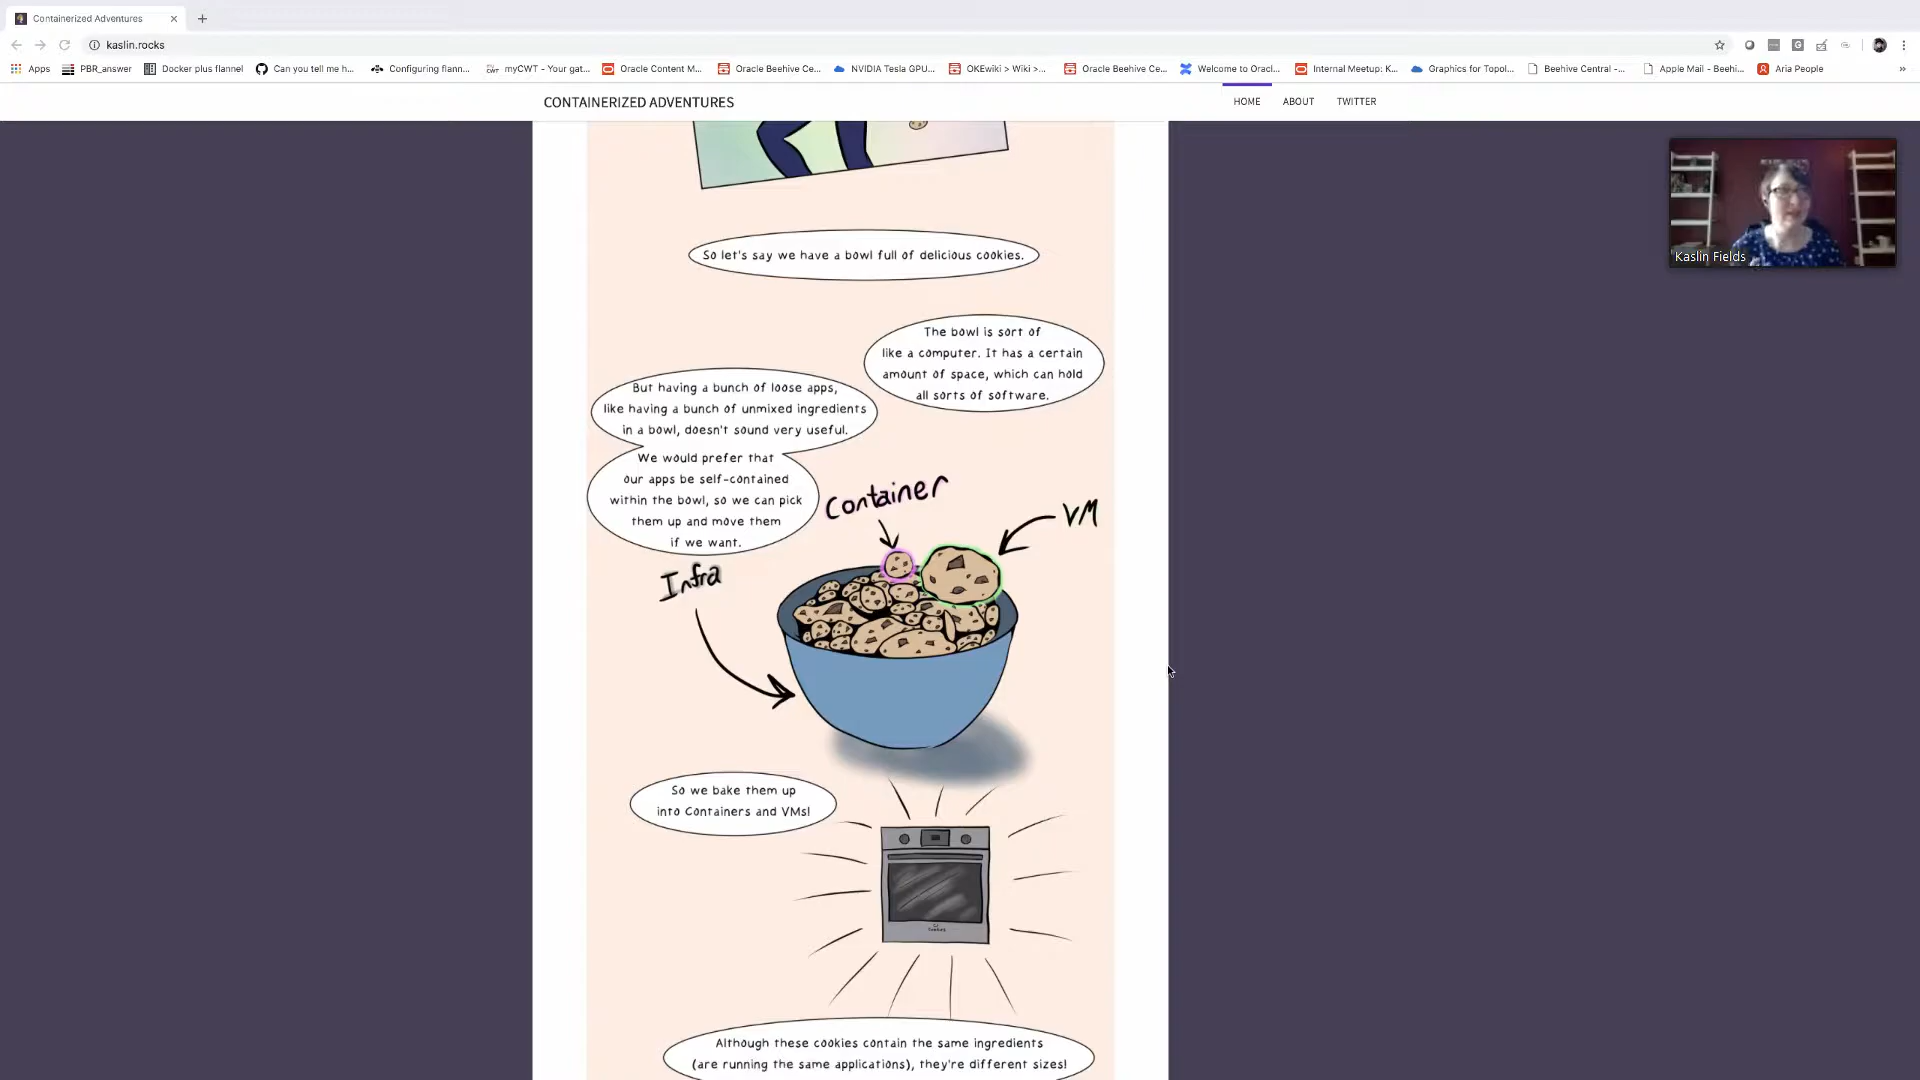 Containerized Adventures
kaslin.rocks
Apps
PBR_answer
Docker plus flannel
Can you tell me h...
Configuring flann...
myCWT - Your gat...
Oracle Content M...
Oracle Beehive Ce...
NVIDIA Tesla GPU...
OKEwiki > Wiki >...
Oracle Beehive Ce...
Welcome to Oracl...
Internal Meetup: K...
Graphics for Topol...
Beehive Central -...
Apple Mail - Beehi...
Aria People
CONTAINERIZED ADVENTURES
HOME
ABOUT
TWITTER
Kaslin Fields
So let's say we have a bowl full of delicious cookies.
The bowl is sort of
like a computer. It has a certain
amount of space, which can hold
all sorts of software.
But having a bunch of loose apps,
like having a bunch of unmixed ingredients
in a bowl, doesn't sound very useful.
We would prefer that
our apps be self-contained
within the bowl, so we can pick
them up and move them
if we want.
Container
VM
Infra
So we bake them up
into Containers and VMs!
Although these cookies contain the same ingredients
(are running the same applications), they're different sizes!